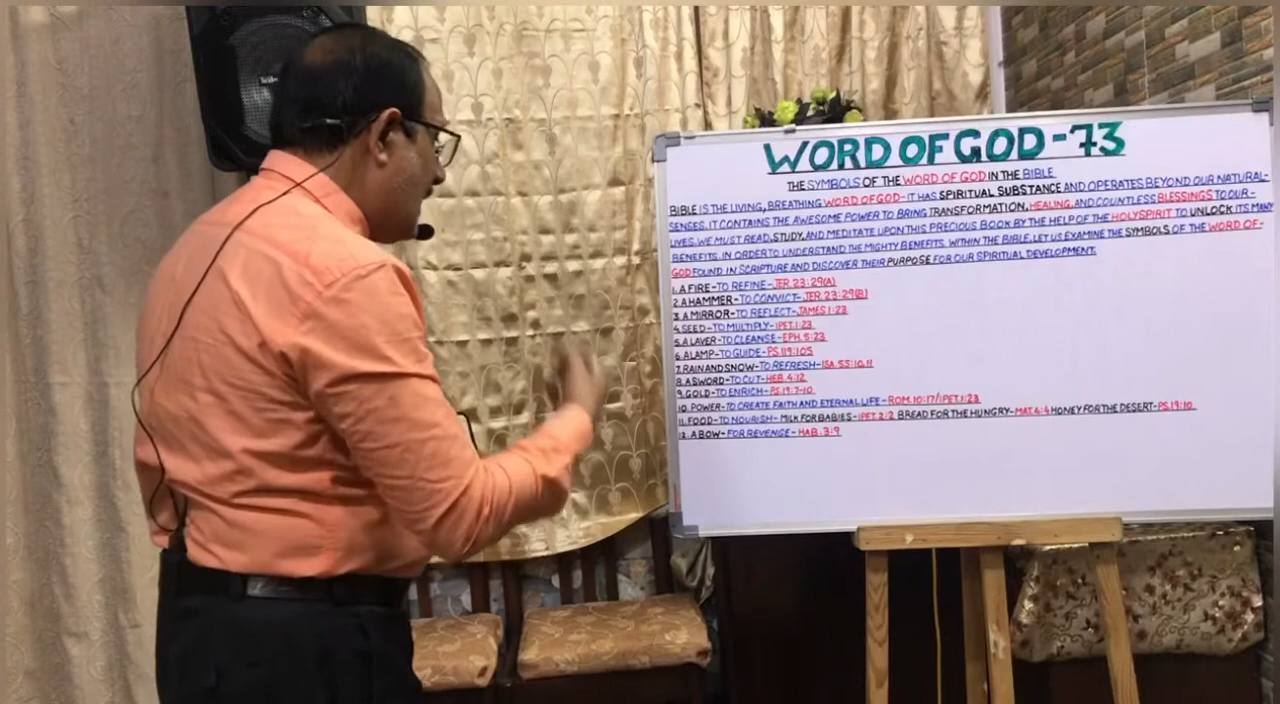 WORD OF GOD-73
THE SYMBOLS OF THE WORD OF GOD IN THE BIBLE
BIBLE IS THE LIVING, BREATHING WORD OF GOD-IT HAS SPIRITUAL SUBSTANCE AND OPERATES BEYOND OUR NATURAL-
SENSES. IT CONTAINS THE AWESOME POWER TO BRING TRANSFORMATION, HEALING, AND COUNTLESS BLESSINGS TO OUR-
LIVES. WE MUST READ, STUDY, AND MEDITATE UPON THIS PRECIOUS BOOK BY THE HELP OF THE HOLY SPIRIT TO UNLOCK ITS MANY
BENEFITS. IN ORDER TO UNDERSTAND THE MIGHTY BENEFITS. WITHIN THE BIBLE. LET US EXAMINE THE SYMBOLS OF THE WORD OF-
GOD FOUND IN SCRIPTURE AND DISCOVER THEIR PURPOSE FOR OUR SPIRITUAL DEVELOPMENT.
1. A FIRE-TO REFINE-JER.23:29(A)
2. A HAMMER-TO CONVICT-JER.23:29(B)
3. A MIRROR-TO REFLECT-JAMES 1:23
4. SEED-TO MULTIPLY-1PET.1:23
5. A LAVER-TO CLEANSE-EPH.5:23
6. A LAMP-TO GUIDE-PS.119:105
7. RAIN AND SNOW-TO REFRESH-ISA.55:10,11
8. A SWORD-TO CUT-HEB.4:12
9. GOLD-TO ENRICH-PS.19:7-10
10. POWER-TO CREATE FAITH AND ETERNAL LIFE-ROM.10:17/1PET.1:23
11. FOOD-TO NOURISH-MILK FOR BABIES-1PET.2:2 BREAD FOR THE HUNGRY-MAT.4:4 HONEY FOR THE DESERT-PS.19:10
12. A BOW-FOR REVENGE-HAB.3:9